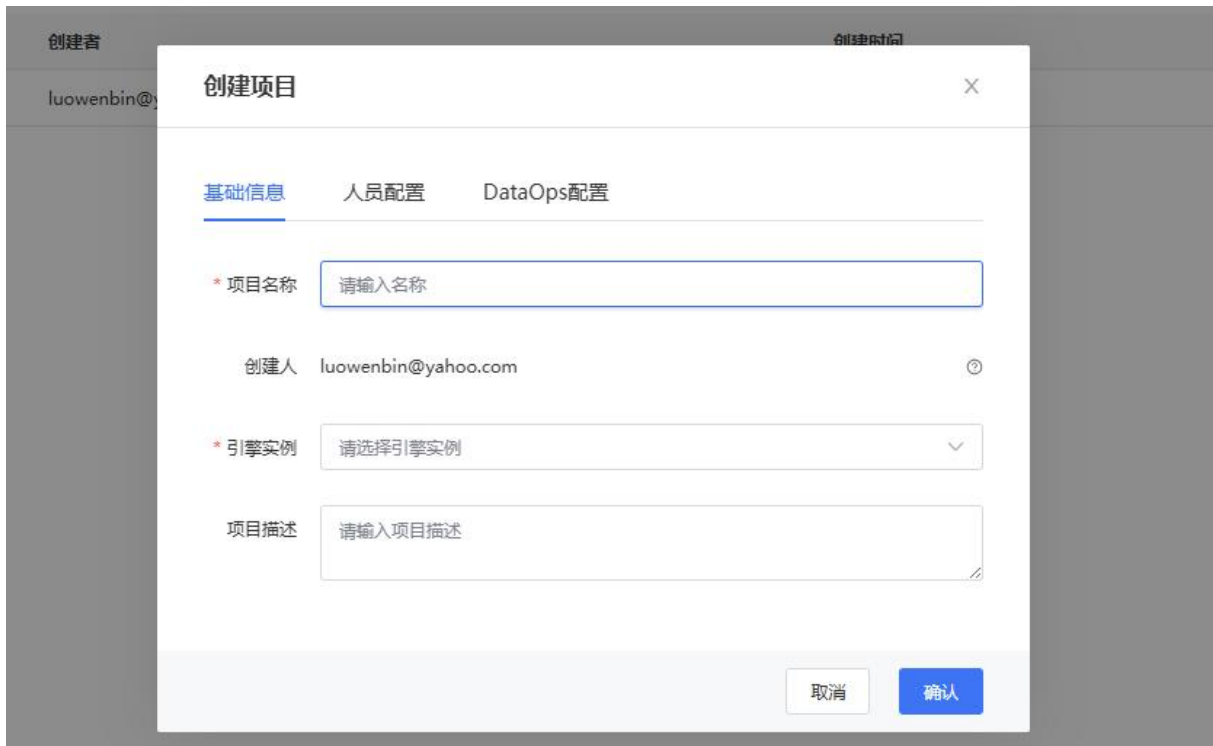 创建者 创建时间
luowenbin@y
创建项目
基础信息 人员配置 DataOps配置
* 项目名称 请输入名称
创建人 luowenbin@yahoo.com
* 引擎实例 请选择引擎实例
项目描述 请输入项目描述
取消 确认